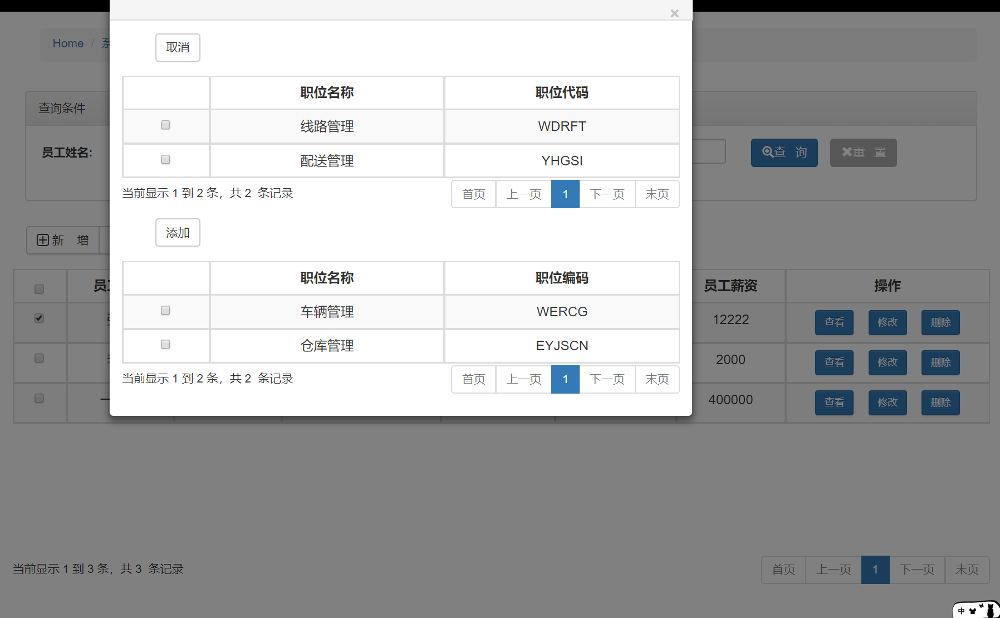 ×
Home / 系
取消
职位名称 职位代码
查询条件
线路管理 WDRFT
员工姓名:
查 询 重 置
配送管理 YHGSI
当前显示 1 到 2 条，共 2 条记录
首页 上一页 1 下一页 末页
添加
新 增
职位名称 职位编码
员工薪资 操作
车辆管理 WERCG
12222 查看 修改 删除
仓库管理 EYJSCN
2000 查看 修改 删除
当前显示 1 到 2 条，共 2 条记录
首页 上一页 1 下一页 末页
400000 查看 修改 删除
当前显示 1 到 3 条，共 3 条记录
首页 上一页 1 下一页 末页
中